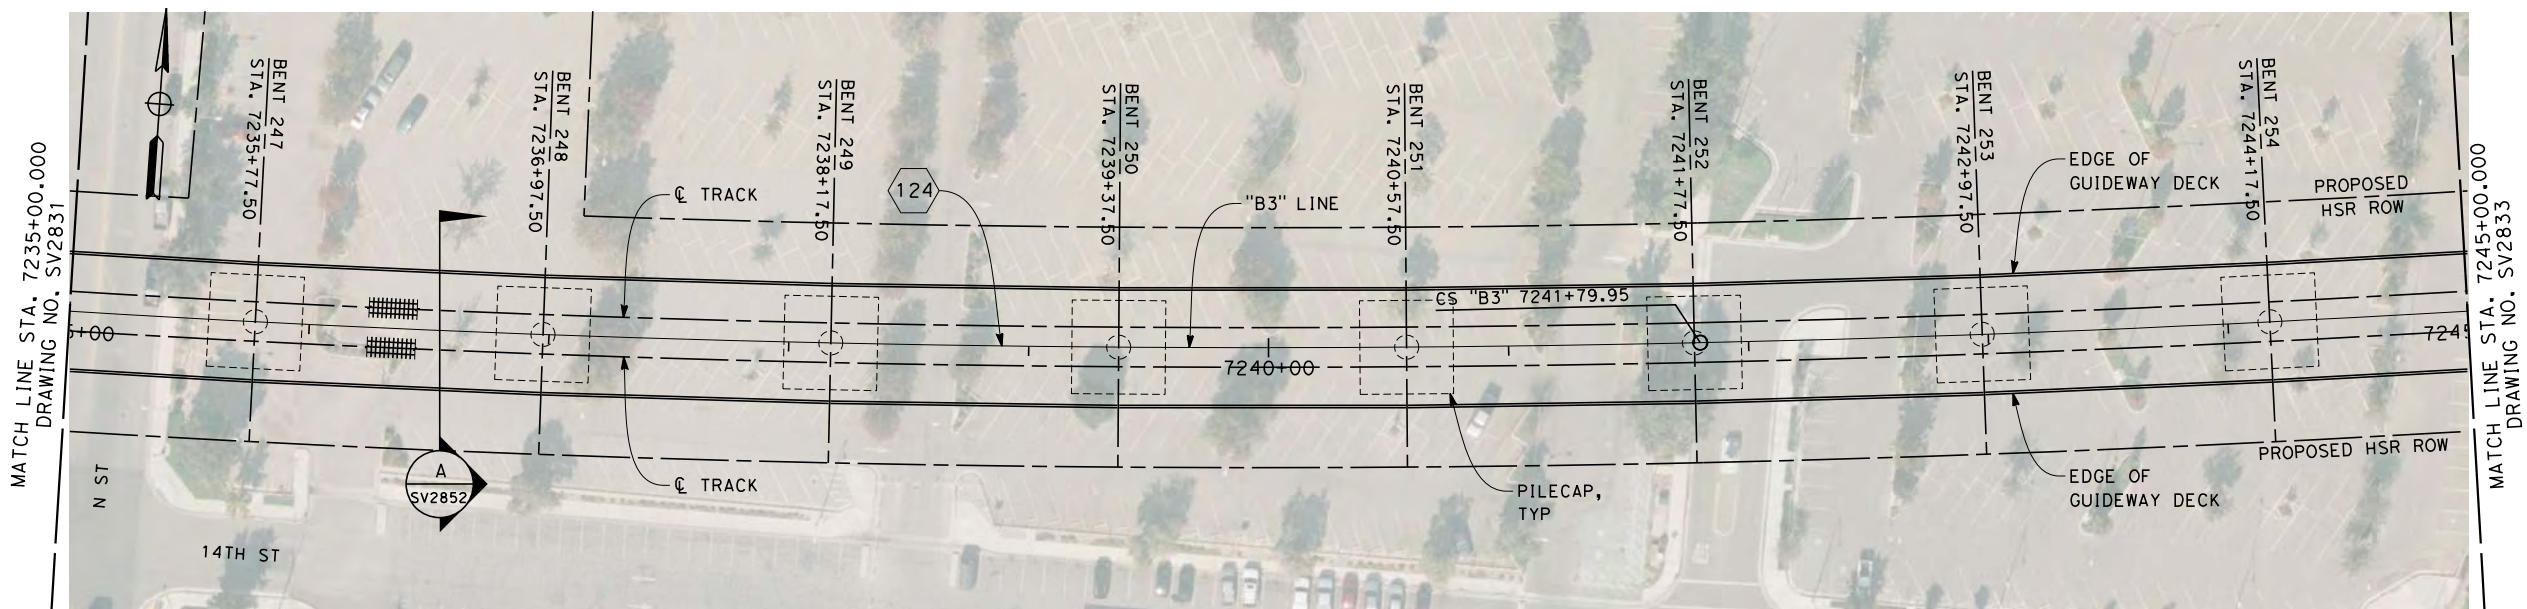 MATCH LINE STA. 7235+00.000
DRAWING NO. SV2831
BENT 247
STA. 7235+77.50
BENT 248
STA. 7236+97.50
BENT 249
STA. 7238+17.50
BENT 250
STA. 7239+37.50
BENT 251
STA. 7240+57.50
BENT 252
STA. 7241+77.50
BENT 253
STA. 7242+97.50
BENT 254
STA. 7244+17.50
℄ TRACK
124
"B3" LINE
EDGE OF
GUIDEWAY DECK
PROPOSED
HSR ROW
CS "B3" 7241+79.95
+00
7240+00
7245
A
SV2852
℄ TRACK
PILECAP,
TYP
EDGE OF
GUIDEWAY DECK
PROPOSED HSR ROW
N ST
14TH ST
MATCH LINE STA. 7245+00.000
DRAWING NO. SV2833